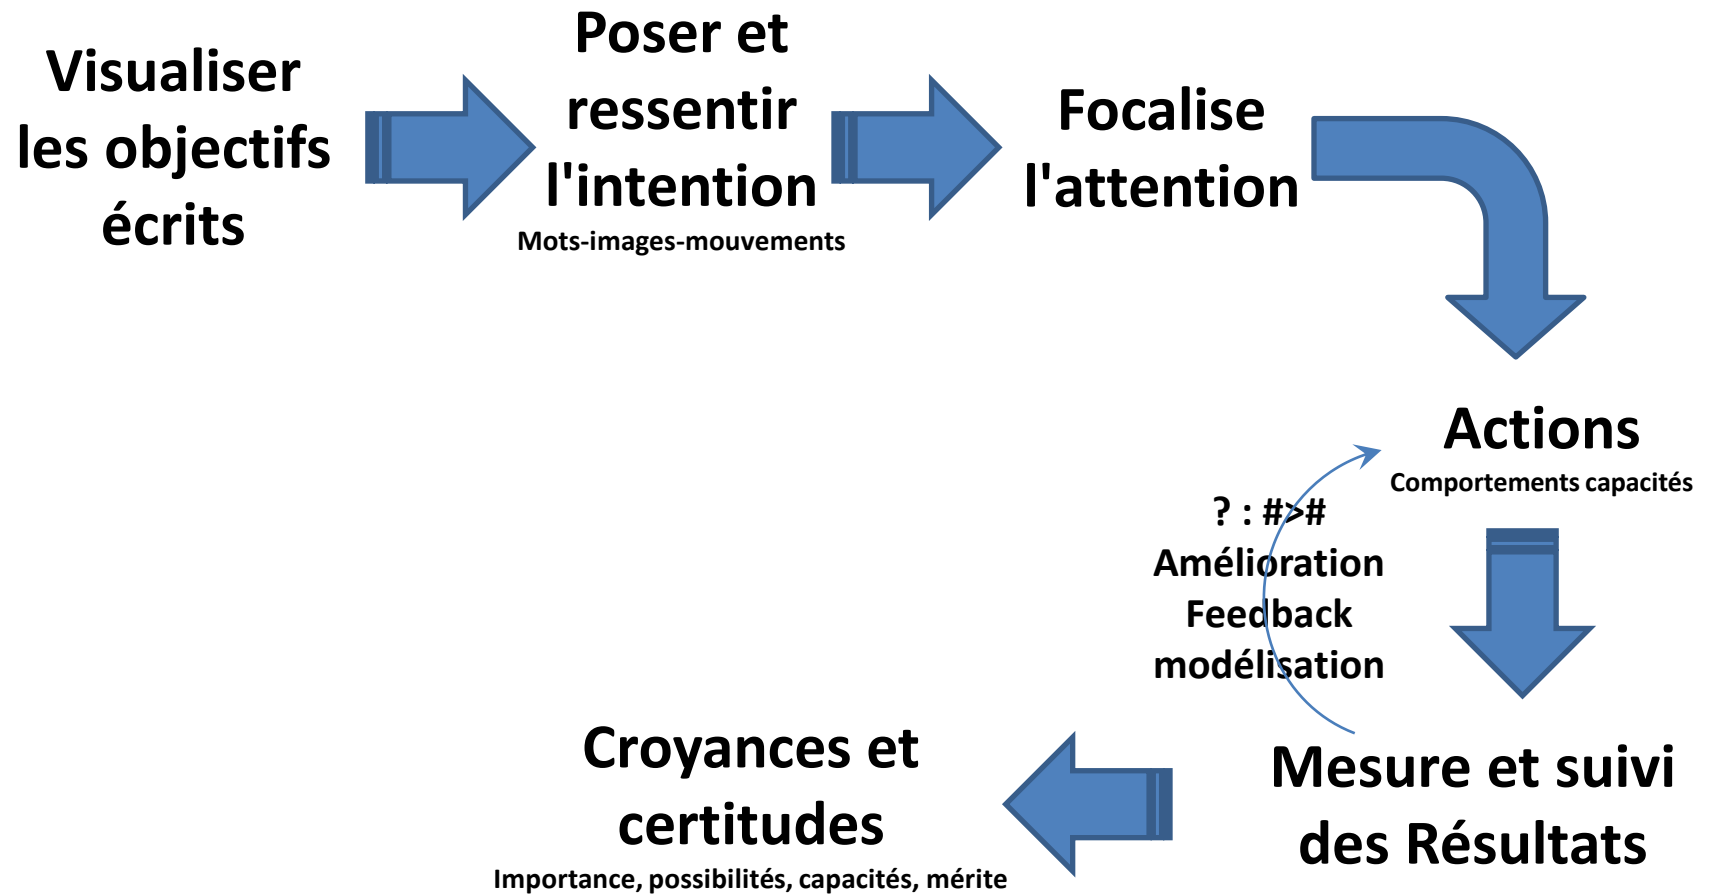 Visualiser
les objectifs
écrits
Poser et
ressentir
l'intention
Mots-images-mouvements
Focalise
l'attention
Actions
Comportements capacités
? : #>#
Amélioration
Feedback
modélisation
Mesure et suivi
des Résultats
Croyances et
certitudes
Importance, possibilités, capacités, mérite